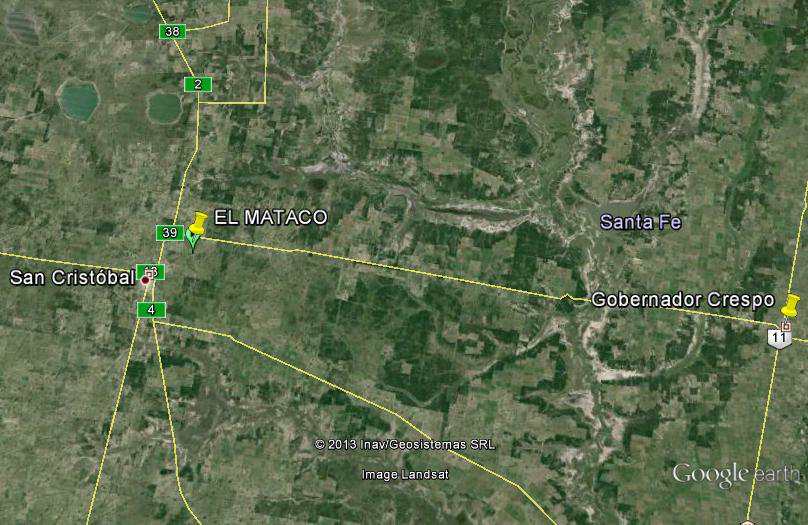 38
2
EL MATACO
39
Santa Fe
San Cristóbal
4
Gobernador Crespo
11
© 2013 Inav/Geosistemas SRL
Image Landsat
Google earth